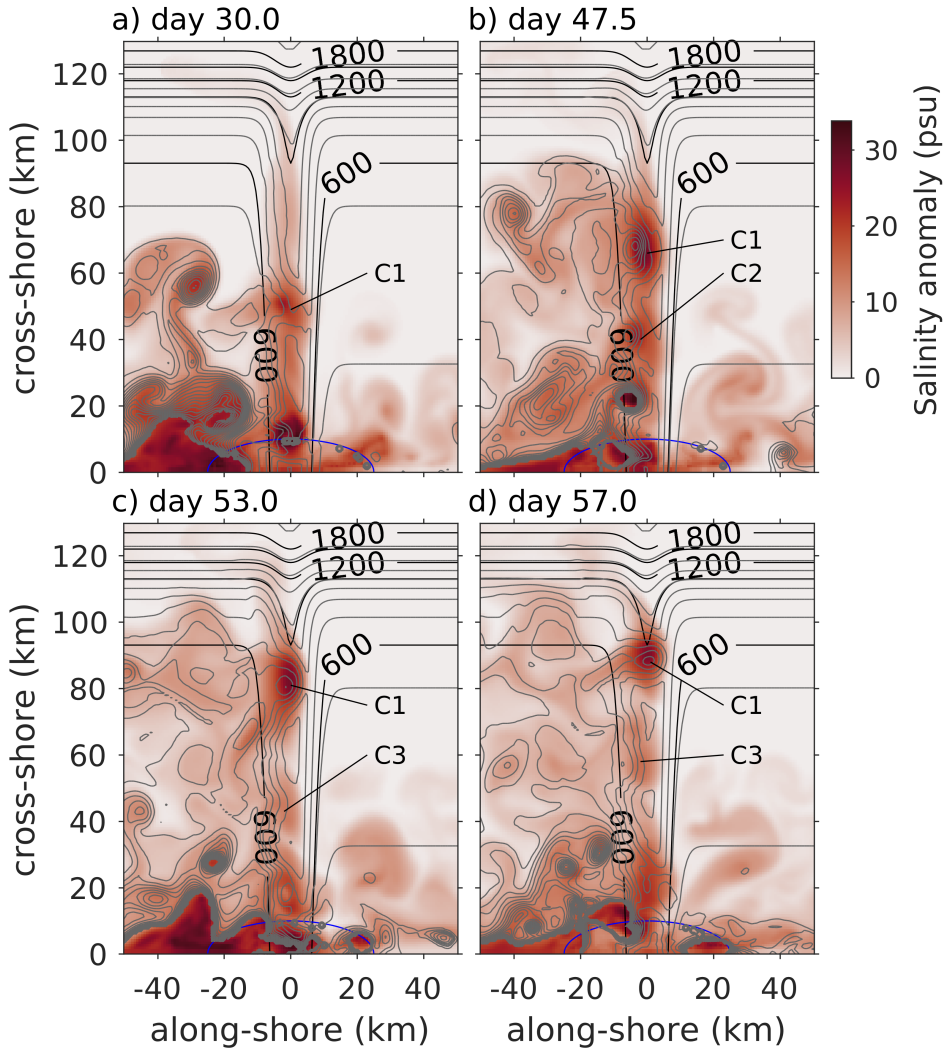 a) day 30.0
b) day 47.5
120
100
80
60
40
20
0
cross-shore (km)
1800
1200
600
600
C1
1800
1200
600
600
C1
C2
30
20
10
0
Salinity anomaly (psu)
c) day 53.0
d) day 57.0
120
100
80
60
40
20
0
cross-shore (km)
1800
1200
600
600
C1
C3
1800
1200
600
600
C1
C3
-40 -20 0 20 40
-40 -20 0 20 40
along-shore (km)
along-shore (km)